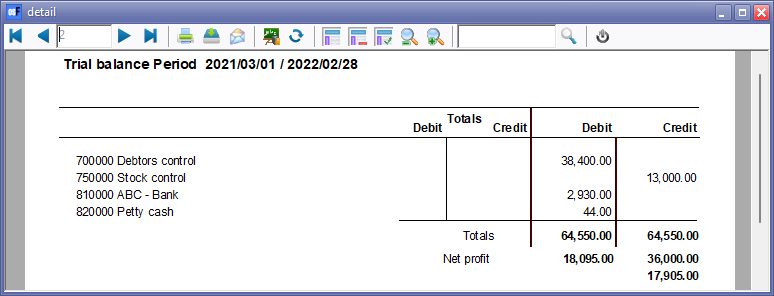 detail
2
Trial balance Period 2021/03/01 / 2022/02/28
Totals
Debit Credit Debit Credit
700000 Debtors control 38,400.00
750000 Stock control 13,000.00
810000 ABC - Bank 2,930.00
820000 Petty cash 44.00
Totals 64,550.00 64,550.00
Net profit 18,095.00 36,000.00
17,905.00